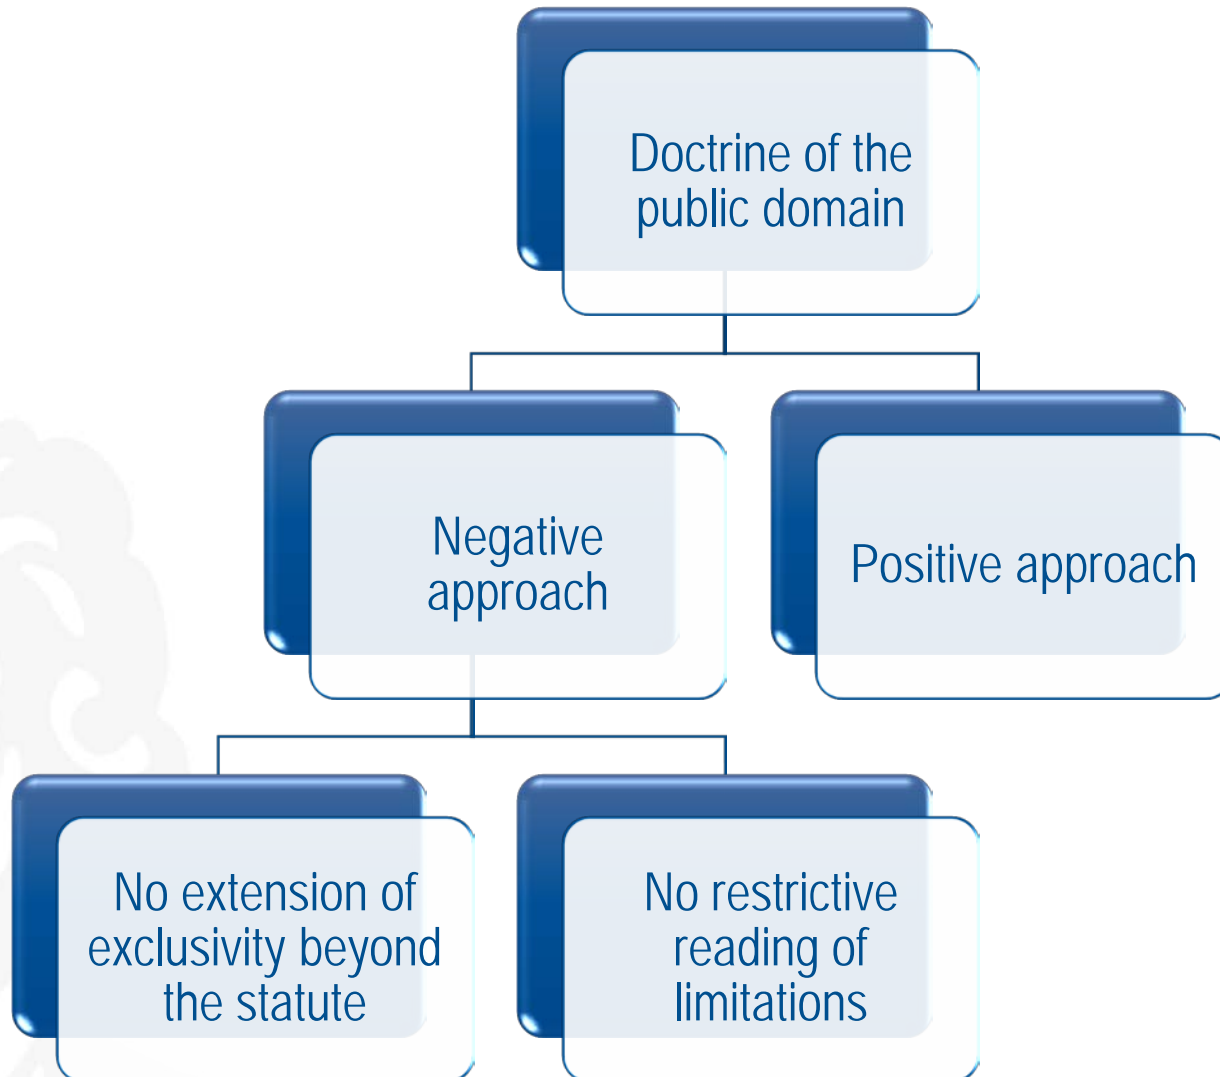 Doctrine of the
public domain
Negative
approach
Positive approach
No extension of
exclusivity beyond
the statute
No restrictive
reading of
limitations